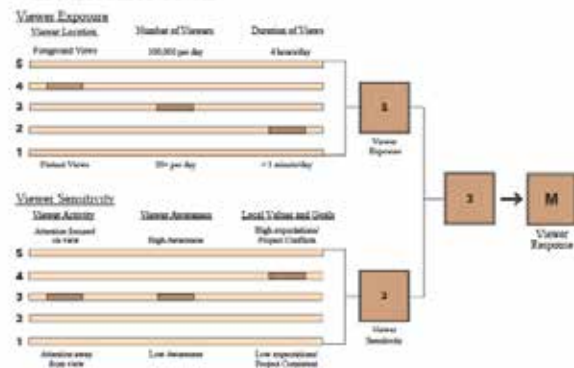 Viewer Exposure
Viewer Location
Number of Viewers
Duration of Views
Foreground Views
100,000 per day
4 hours/day
5
4
3
2
1
Distant Views
per day
< 1 minute/day
Viewer
Exposure
3
M
Viewer
Response
Viewer Sensitivity
Viewer Activity
Viewer Awareness
Local Values and Goals
Attention focused
on view
High Awareness
High expectations/
Project Conflicts
5
4
3
2
1
Viewer
Sensitivity
Attention away
from view
Low Awareness
Low expectations/
Project Consistent